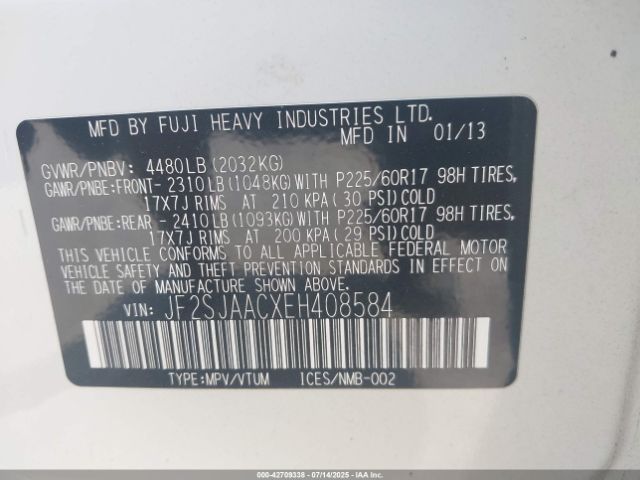 MFD BY FUJI HEAVY INDUSTRIES LTD.
MFD IN 01/13
GVWR/PNBV: 4480LB (2032KG)
GAWR/PNBE:FRONT- 2310LB(1048KG)WITH P225/60R17 98H TIRES,
17X7J RIMS AT 210 KPA( 30 PSI)COLD
GAWR/PNBE:REAR - 2410LB(1093KG)WITH P225/60R17 98H TIRES,
17X7J RIMS AT 200 KPA( 29 PSI)COLD
THIS VEHICLE CONFORMS TO ALL APPLICABLE FEDERAL MOTOR
VEHICLE SAFETY AND THEFT PREVENTION STANDARDS IN EFFECT ON
THE DATE OF MANUFACTURE SHOWN ABOVE.
VIN: JF2SJAACXEH408584
TYPE:MPV/VTUM ICES/NMB-002
000-42709338 - 07/14/2025 - IAAI.COM